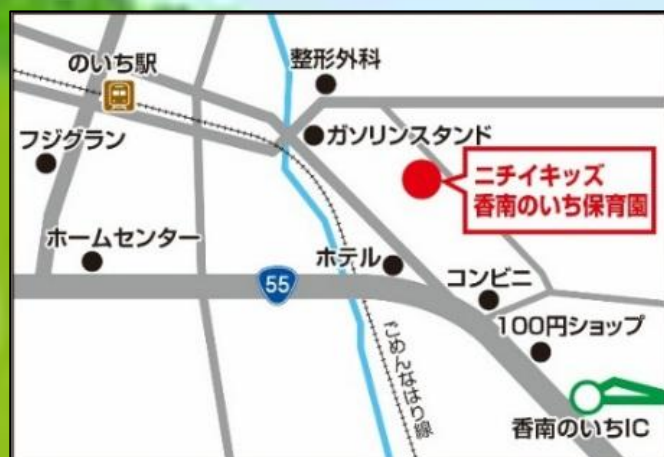 のいち駅
整形外科
フジグラン
ガソリンスタンド
ニチイキッズ
香南のいち保育園
ホームセンター
ホテル
55
コンビニ
100円ショップ
ごめんなはり線
香南のいちIC